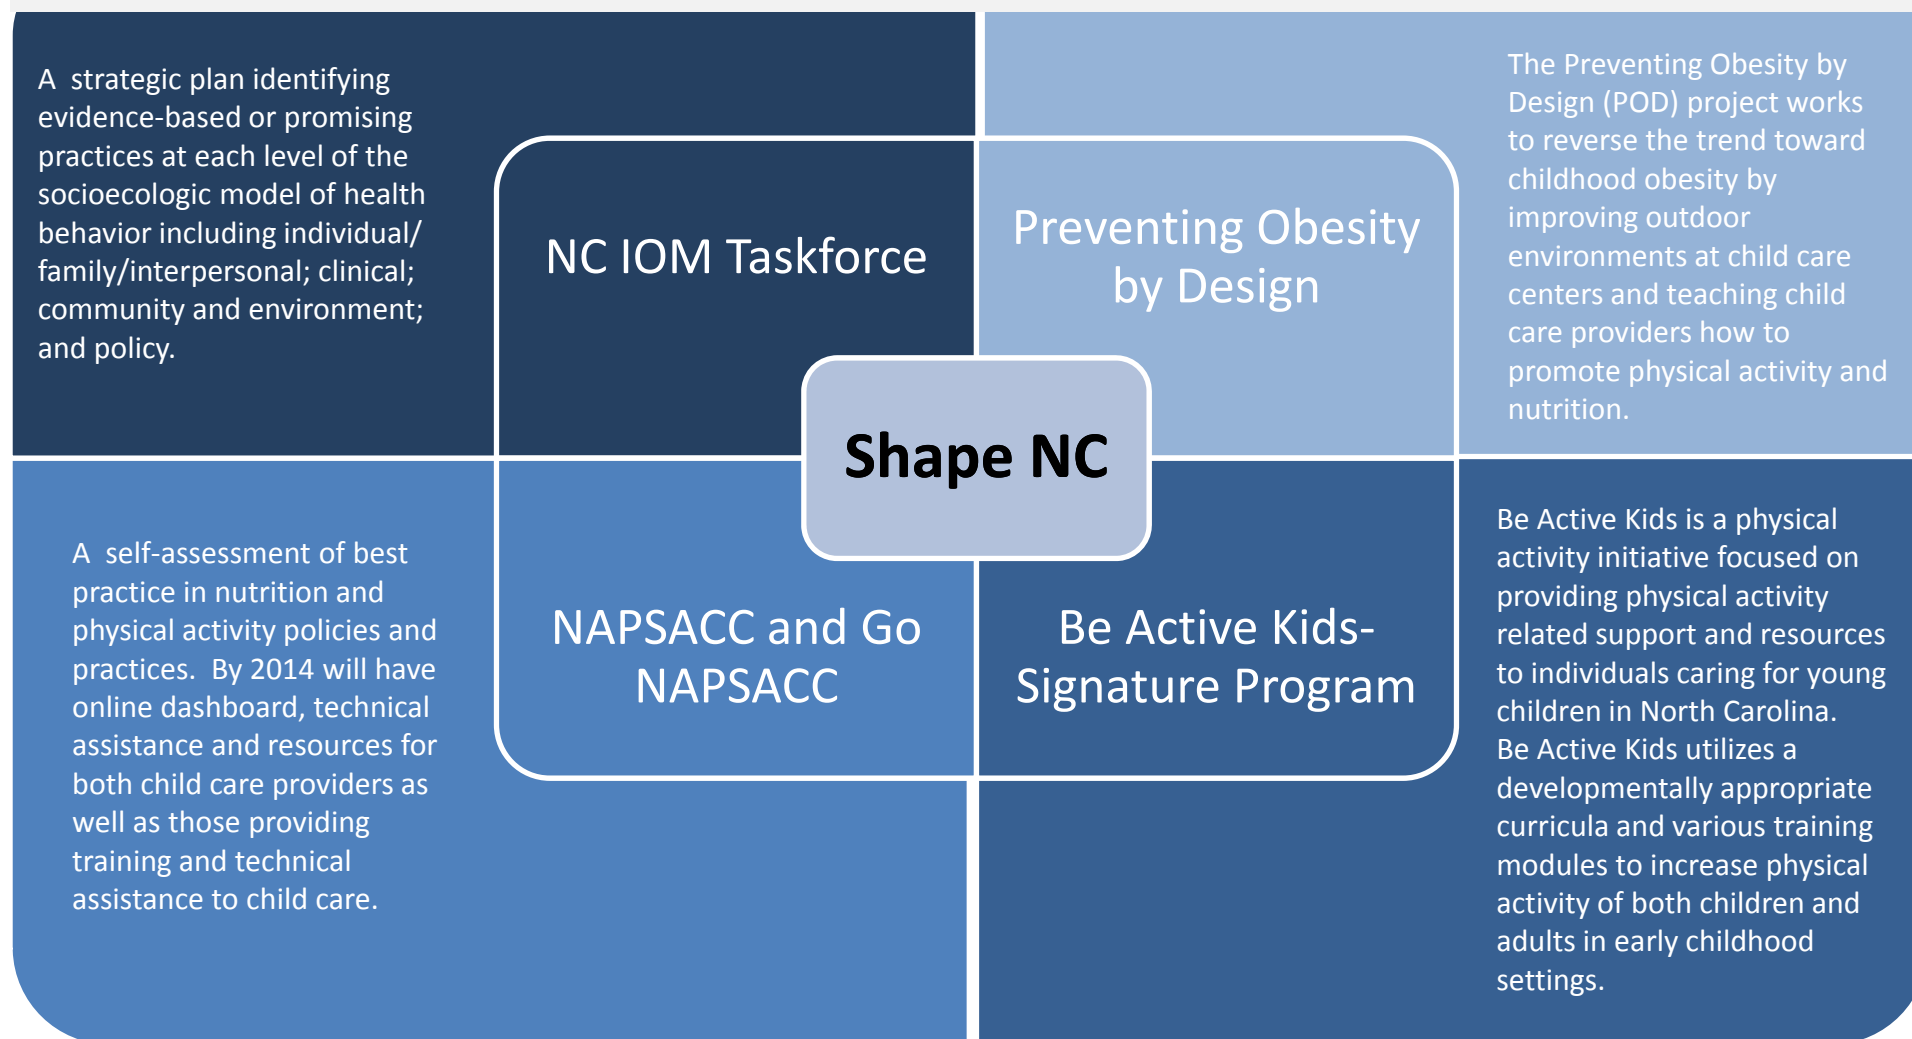 A  strategic plan identifying
evidence-based or promising
practices at each level of the
socioecologic model of health
behavior including individual/
family/interpersonal; clinical;
community and environment;
and policy.
NC IOM Taskforce
Preventing Obesity
by Design
The Preventing Obesity by
Design (POD) project works
to reverse the trend toward
childhood obesity by
improving outdoor
environments at child care
centers and teaching child
care providers how to
promote physical activity and
nutrition.
Shape NC
A  self-assessment of best
practice in nutrition and
physical activity policies and
practices.  By 2014 will have
online dashboard, technical
assistance and resources for
both child care providers as
well as those providing
training and technical
assistance to child care.
NAPSACC and Go
NAPSACC
Be Active Kids-
Signature Program
Be Active Kids is a physical
activity initiative focused on
providing physical activity
related support and resources
to individuals caring for young
children in North Carolina.
Be Active Kids utilizes a
developmentally appropriate
curricula and various training
modules to increase physical
activity of both children and
adults in early childhood
settings.